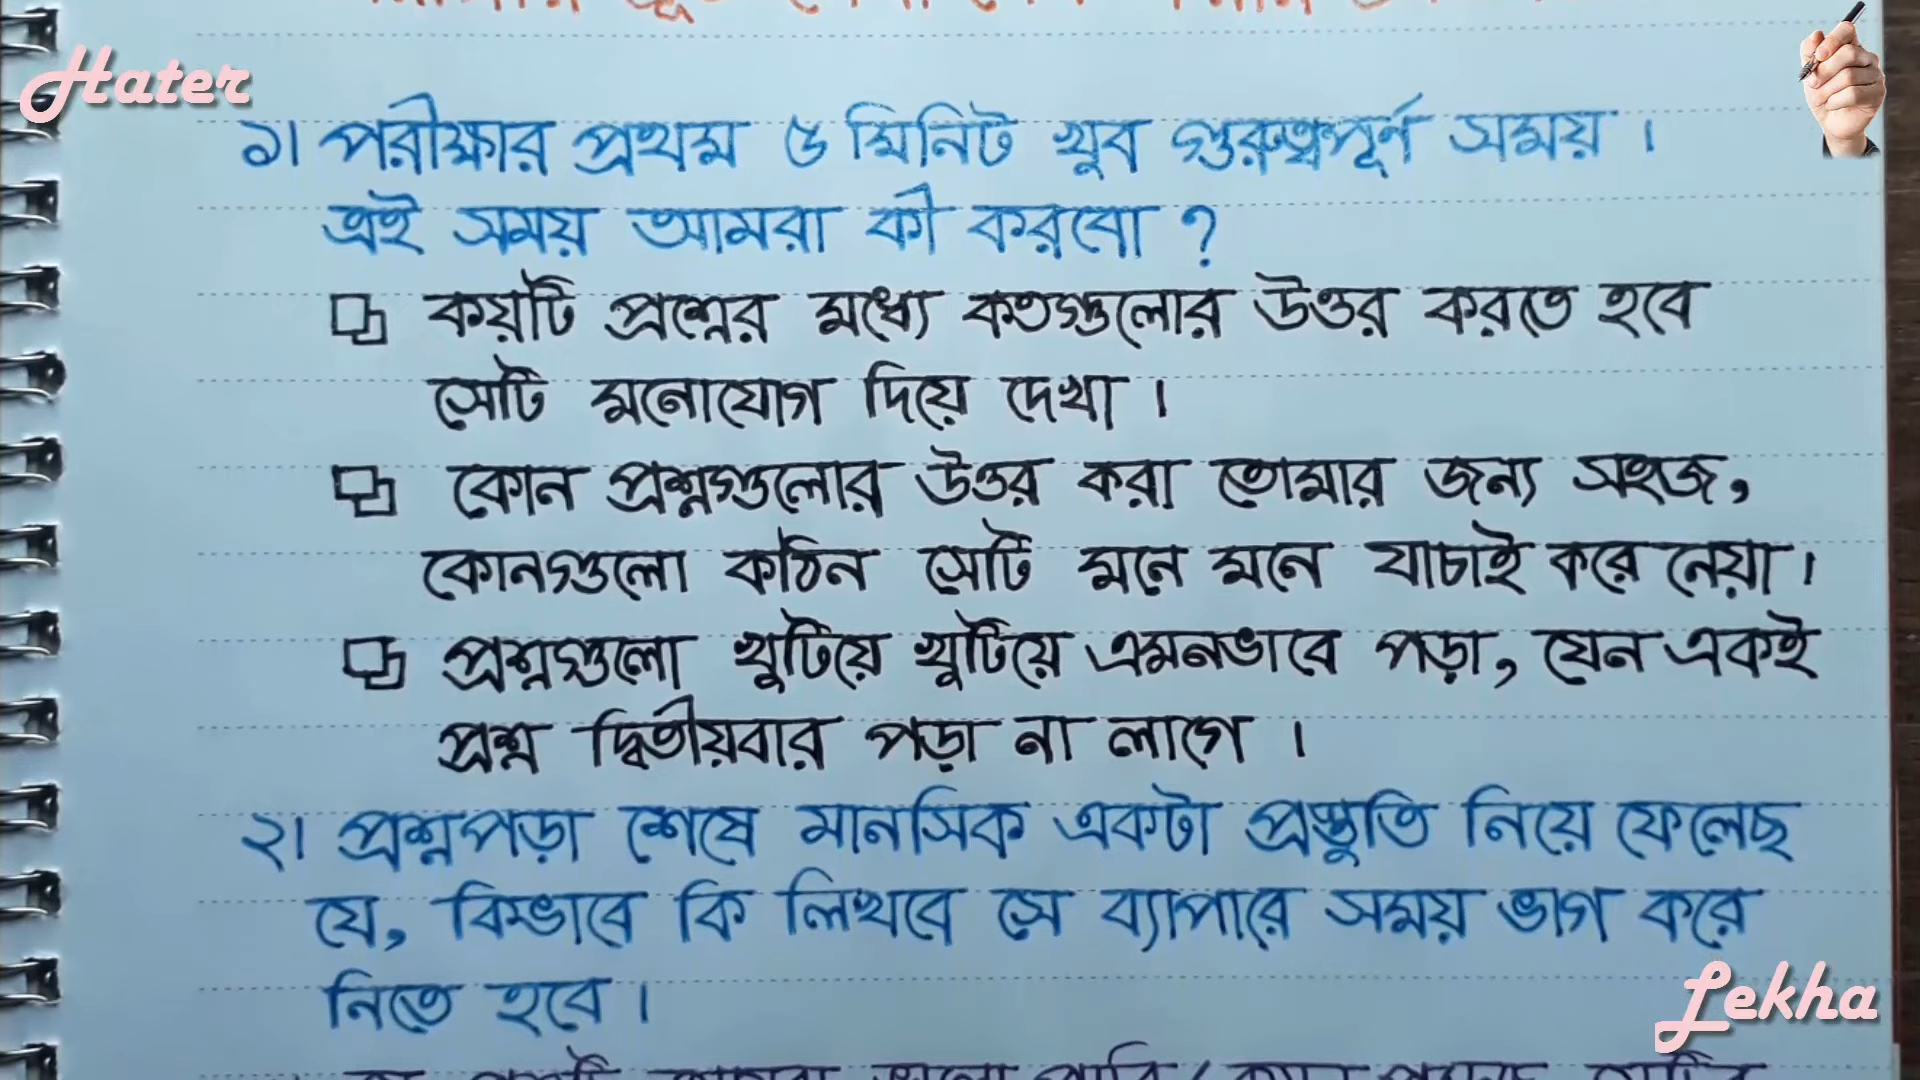 Hater
১। পরীক্ষার প্রথম ৫ মিনিট খুব গুরুত্বপূর্ন সময় ।
এই সময় আমরা কী করবো ?
কয়টি প্রশ্নের মধ্যে কতগুলোর উত্তর করতে হবে
সেটি মনোযোগ দিয়ে দেখা ।
কোন প্রশ্নগুলোর উত্তর করা তোমার জন্য সহজ,
কোনগুলো কঠিন সেটি মনে মনে যাচাই করে নেয়া ।
প্রশ্নগুলো খুটিয়ে খুটিয়ে এমনভাবে পড়া, যেন একই
প্রশ্ন দ্বিতীয়বার পড়া না লাগে ।
২। প্রশ্নপড়া শেষে মানসিক একটা প্রস্তুতি নিয়ে ফেলেছ
যে, কিভাবে কি লিখবে সে ব্যাপারে সময় ভাগ করে
নিতে হবে ।
Lekha